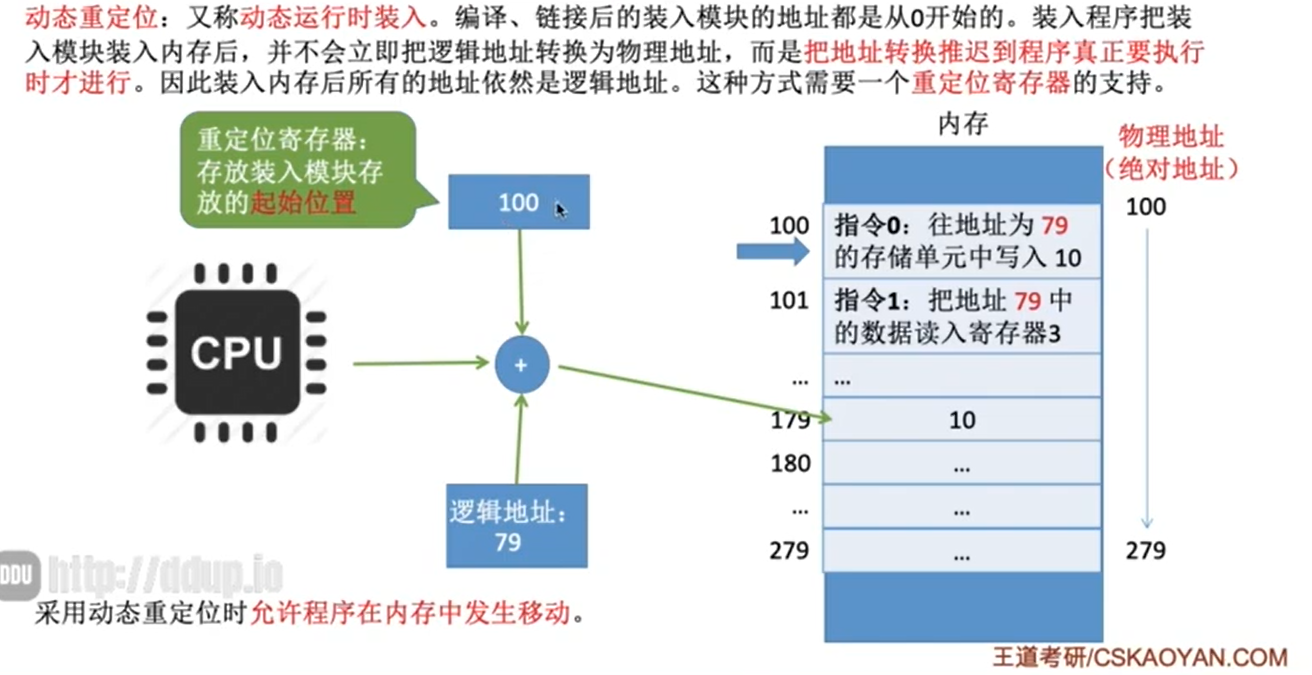 动态重定位：又称动态运行时装入。编译、链接后的装入模块的地址都是从0开始的。装入程序把装
入模块装入内存后，并不会立即把逻辑地址转换为物理地址，而是把地址转换推迟到程序真正要执行
时才进行。因此装入内存后所有的地址依然是逻辑地址。这种方式需要一个重定位寄存器的支持。
重定位寄存器：
存放装入模块存
放的起始位置
100
CPU
+
逻辑地址：
79
内存
物理地址
（绝对地址）
100
279
100
指令0：往地址为 79
的存储单元中写入 10
101
指令1：把地址 79 中
的数据读入寄存器3
... ...
179 10
180 ...
... ...
279 ...
DDU http://ddup.io
采用动态重定位时允许程序在内存中发生移动。
王道考研/CSKAOYAN.COM